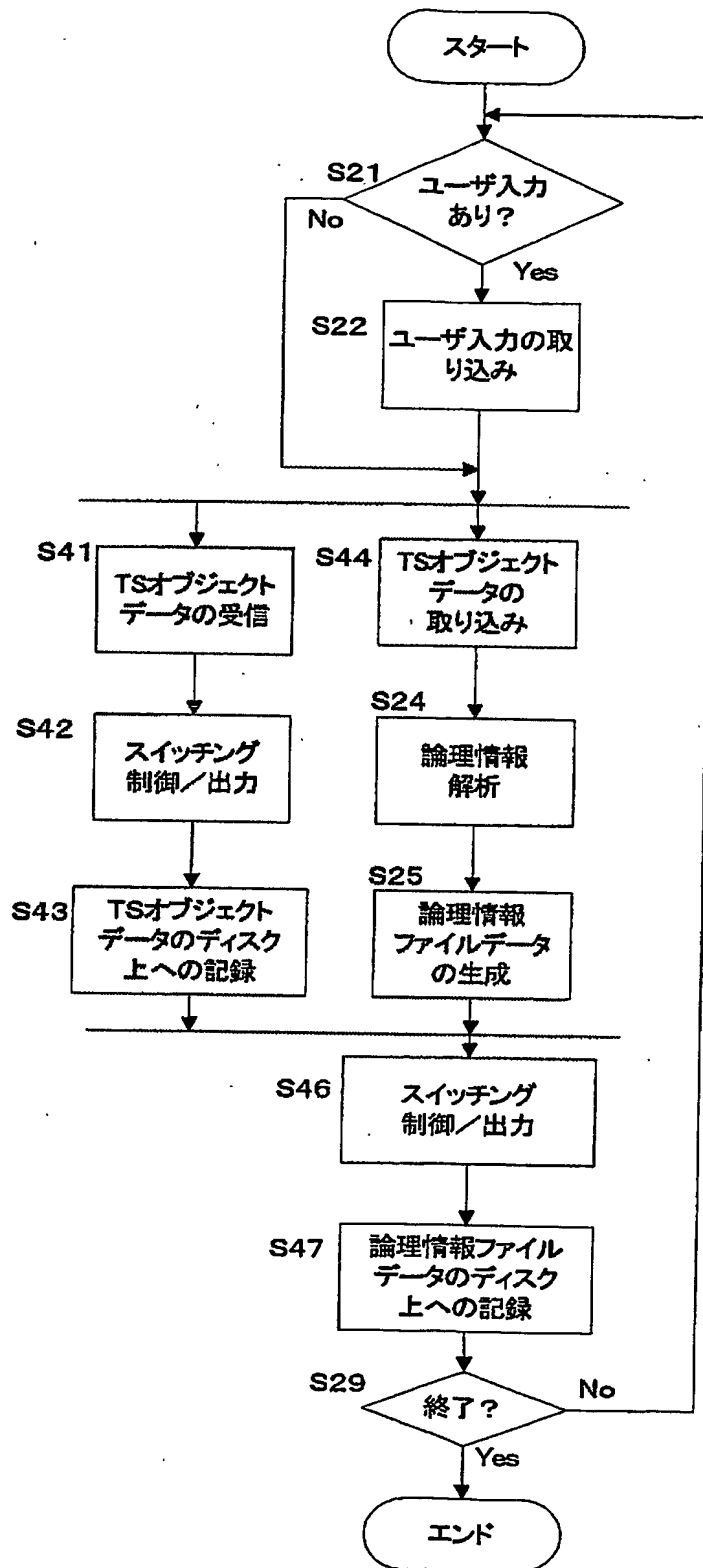 スタート
S21
ユーザ入力
あり?
No
Yes
S22
ユーザ入力の取
り込み
S41
TSオブジェクト
データの受信
S44
TSオブジェクト
データの
取り込み
S42
スイッチング
制御/出力
S24
論理情報
解析
S43
TSオブジェクト
データのディスク
上への記録
S25
論理情報
ファイルデータ
の生成
S46
スイッチング
制御/出力
S47
論理情報ファイル
データのディスク
上への記録
S29
終了?
No
Yes
エンド